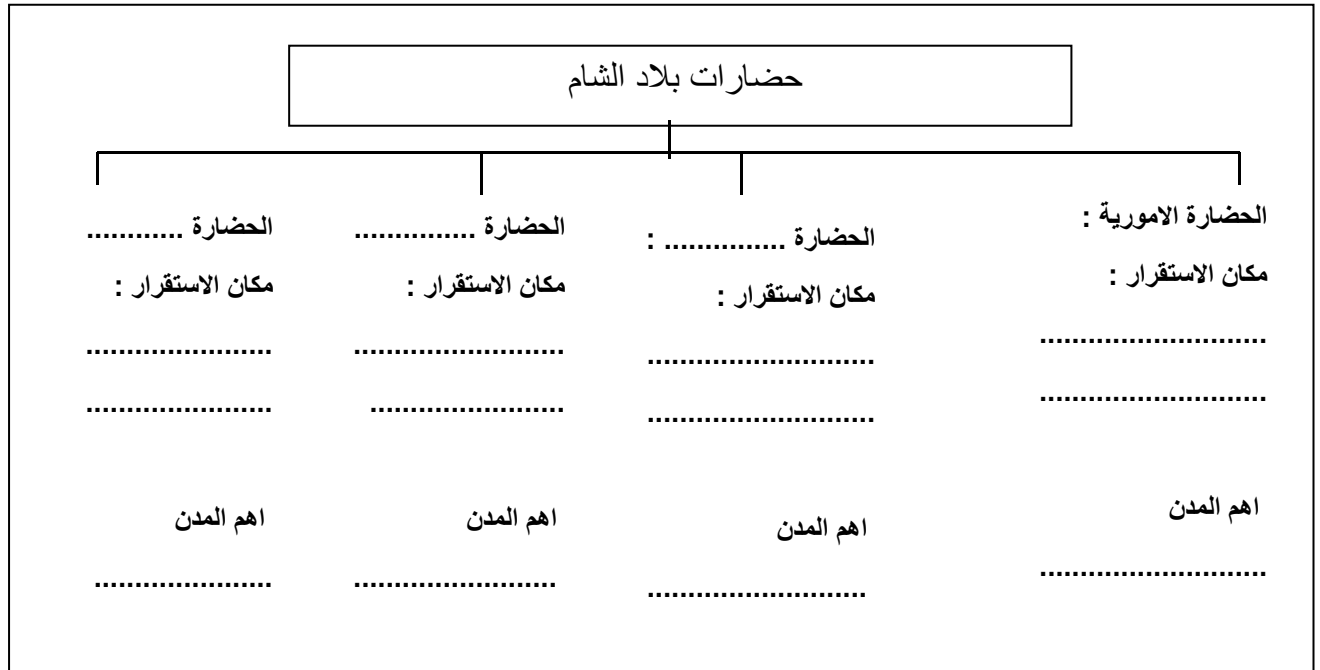 حضارات بلاد الشام
الحضارة الامورية :
مكان الاستقرار :
............................
............................
اهم المدن
............................
الحضارة ............... :
مكان الاستقرار :
............................
............................
اهم المدن
...........................
الحضارة ...............
مكان الاستقرار :
..........................
........................
اهم المدن
.........................
الحضارة ............
مكان الاستقرار :
.......................
.......................
اهم المدن
......................